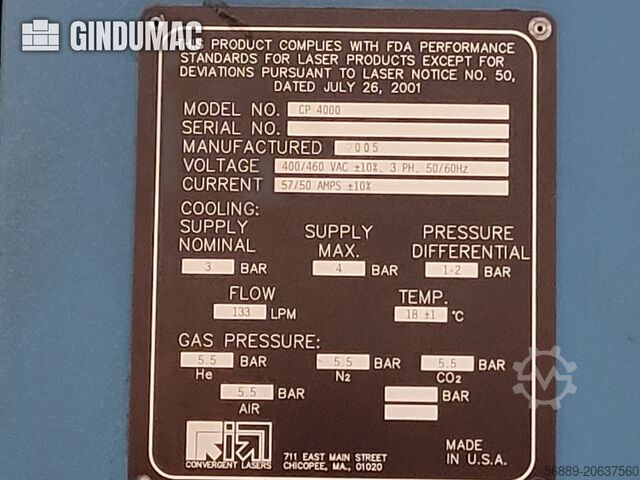 GINDUMAC
THIS PRODUCT COMPLIES WITH FDA PERFORMANCE
STANDARDS FOR LASER PRODUCTS EXCEPT FOR
DEVIATIONS PURSUANT TO LASER NOTICE NO. 50,
DATED JULY 26, 2001
MODEL NO. CP 4000
SERIAL NO.
MANUFACTURED 2005
VOLTAGE 400/460 VAC ±10%, 3 PH, 50/60Hz
CURRENT 57/50 AMPS ±10%
COOLING:
SUPPLY NOMINAL 3 BAR
SUPPLY MAX. 4 BAR
PRESSURE DIFFERENTIAL 1-2 BAR
FLOW 133 LPM
TEMP. 18 ±1 °C
GAS PRESSURE:
5.5 BAR He
5.5 BAR N2
5.5 BAR CO2
5.5 BAR AIR
BAR
CONVERGENT LASERS
711 EAST MAIN STREET
CHICOPEE, MA., 01020
MADE
IN U.S.A.
56889-20637560